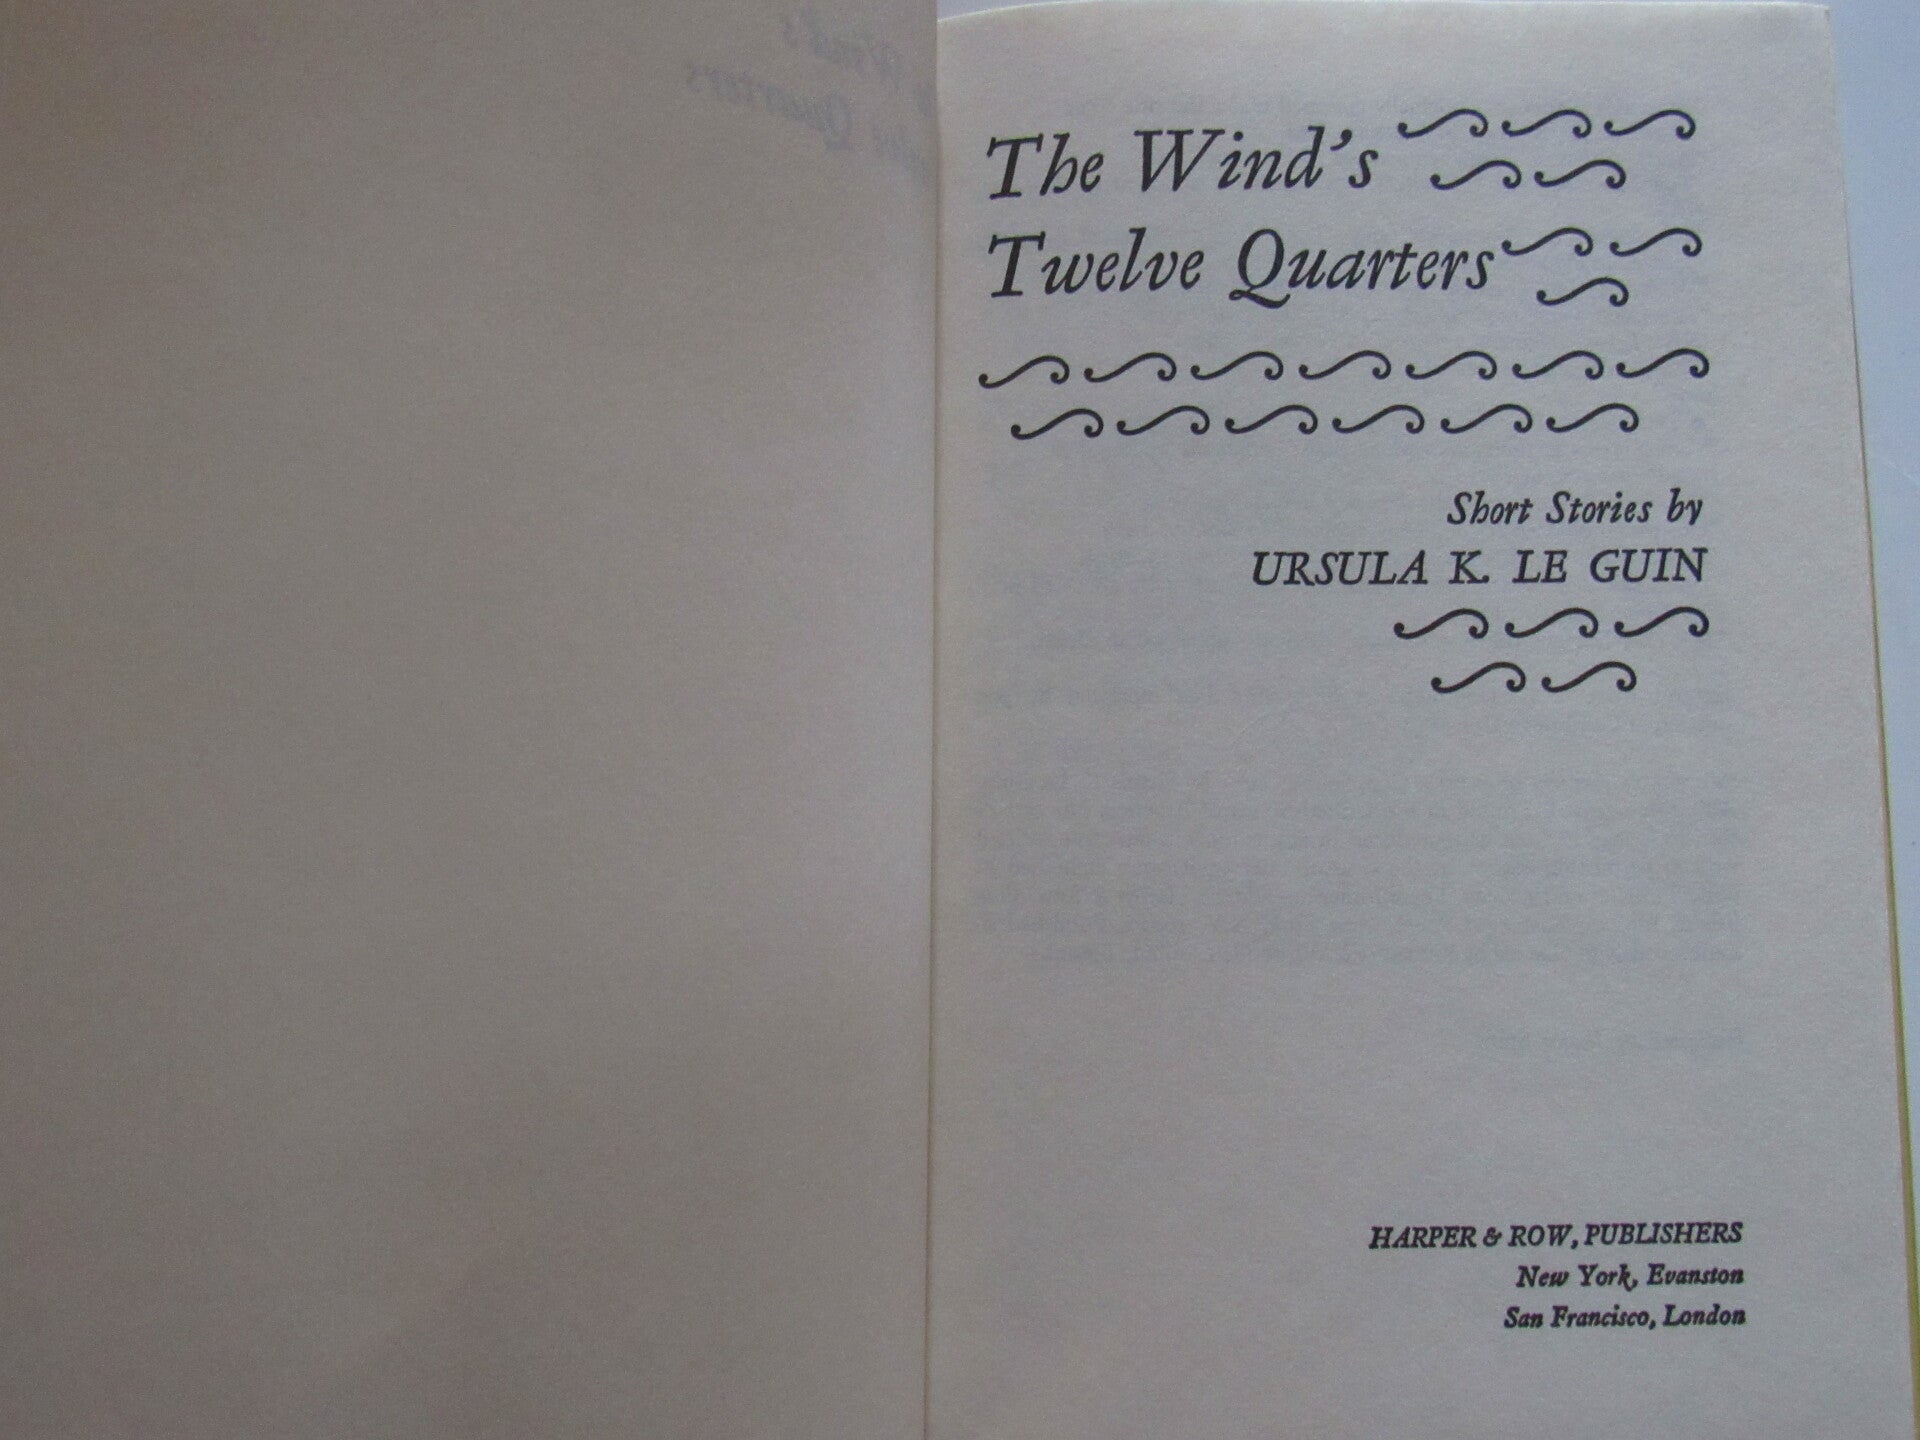 The Wind's
Twelve Quarters
Short Stories by
URSULA K. LE GUIN
HARPER & ROW, PUBLISHERS
New York, Evanston
San Francisco, London